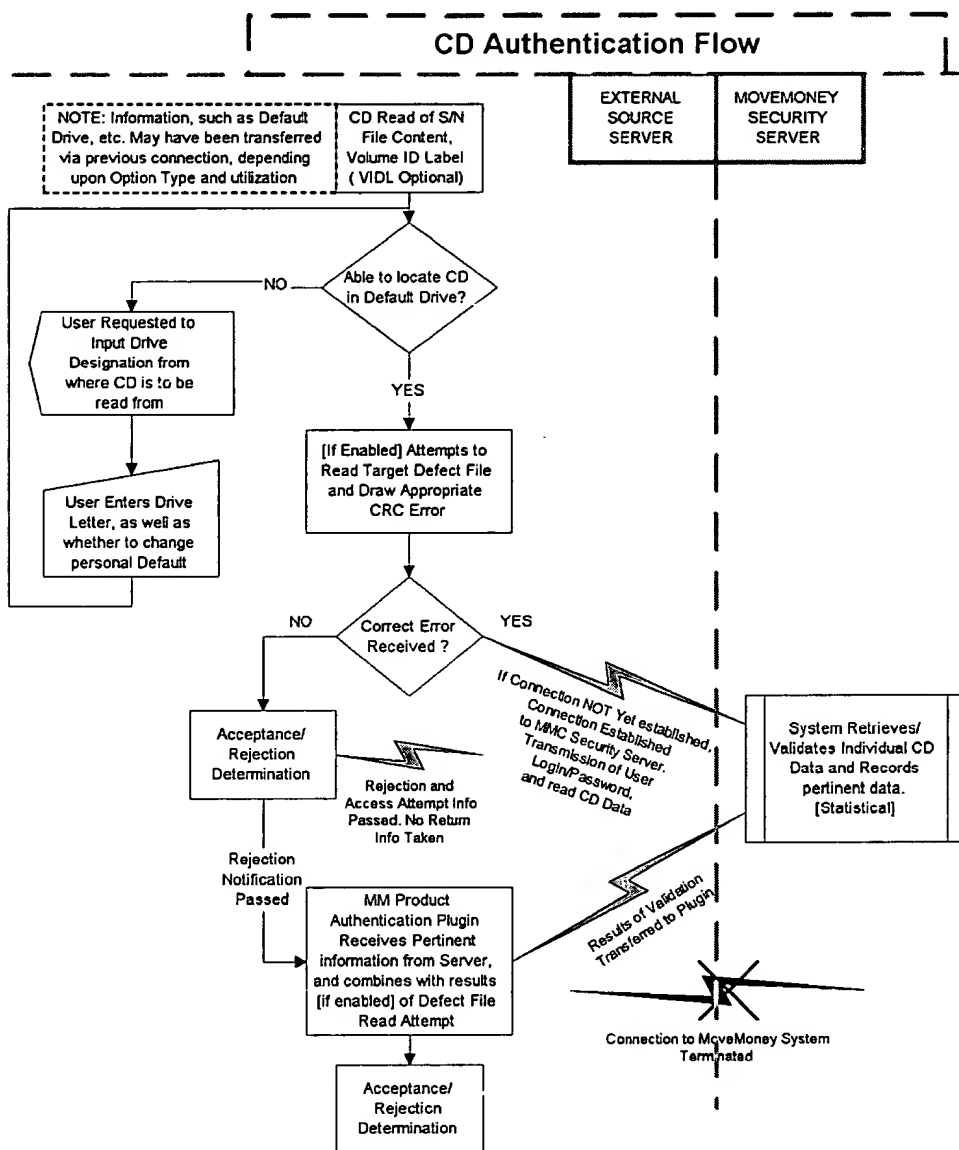 CD Authentication Flow
EXTERNAL
SOURCE
SERVER
MOVEMONEY
SECURITY
SERVER
NOTE: Information, such as Default
Drive, etc. May have been transferred
via previous connection, depending
upon Option Type and utilization
CD Read of S/N
File Content,
Volume ID Label
( VIDL Optional)
Able to locate CD
in Default Drive?
NO
User Requested to
Input Drive
Designation from
where CD is to be
read from
YES
User Enters Drive
Letter, as well as
whether to change
personal Default
[If Enabled] Attempts to
Read Target Defect File
and Draw Appropriate
CRC Error
Correct Error
Received ?
NO
YES
If Connection NOT Yet established,
Connection Established
to MMC Security Server.
Transmission of User
Login/Password,
and read CD Data
System Retrieves/
Validates Individual CD
Data and Records
pertinent data.
[Statistical]
Acceptance/
Rejection
Determination
Rejection and
Access Attempt Info
Passed. No Return
Info Taken
Rejection
Notification
Passed
MM Product
Authentication Plugin
Receives Pertinent
information from Server,
and combines with results
[if enabled] of Defect File
Read Attempt
Results of Validation
Transferred to Plugin
Connection to MoveMoney System
Terminated
Acceptance/
Rejection
Determination